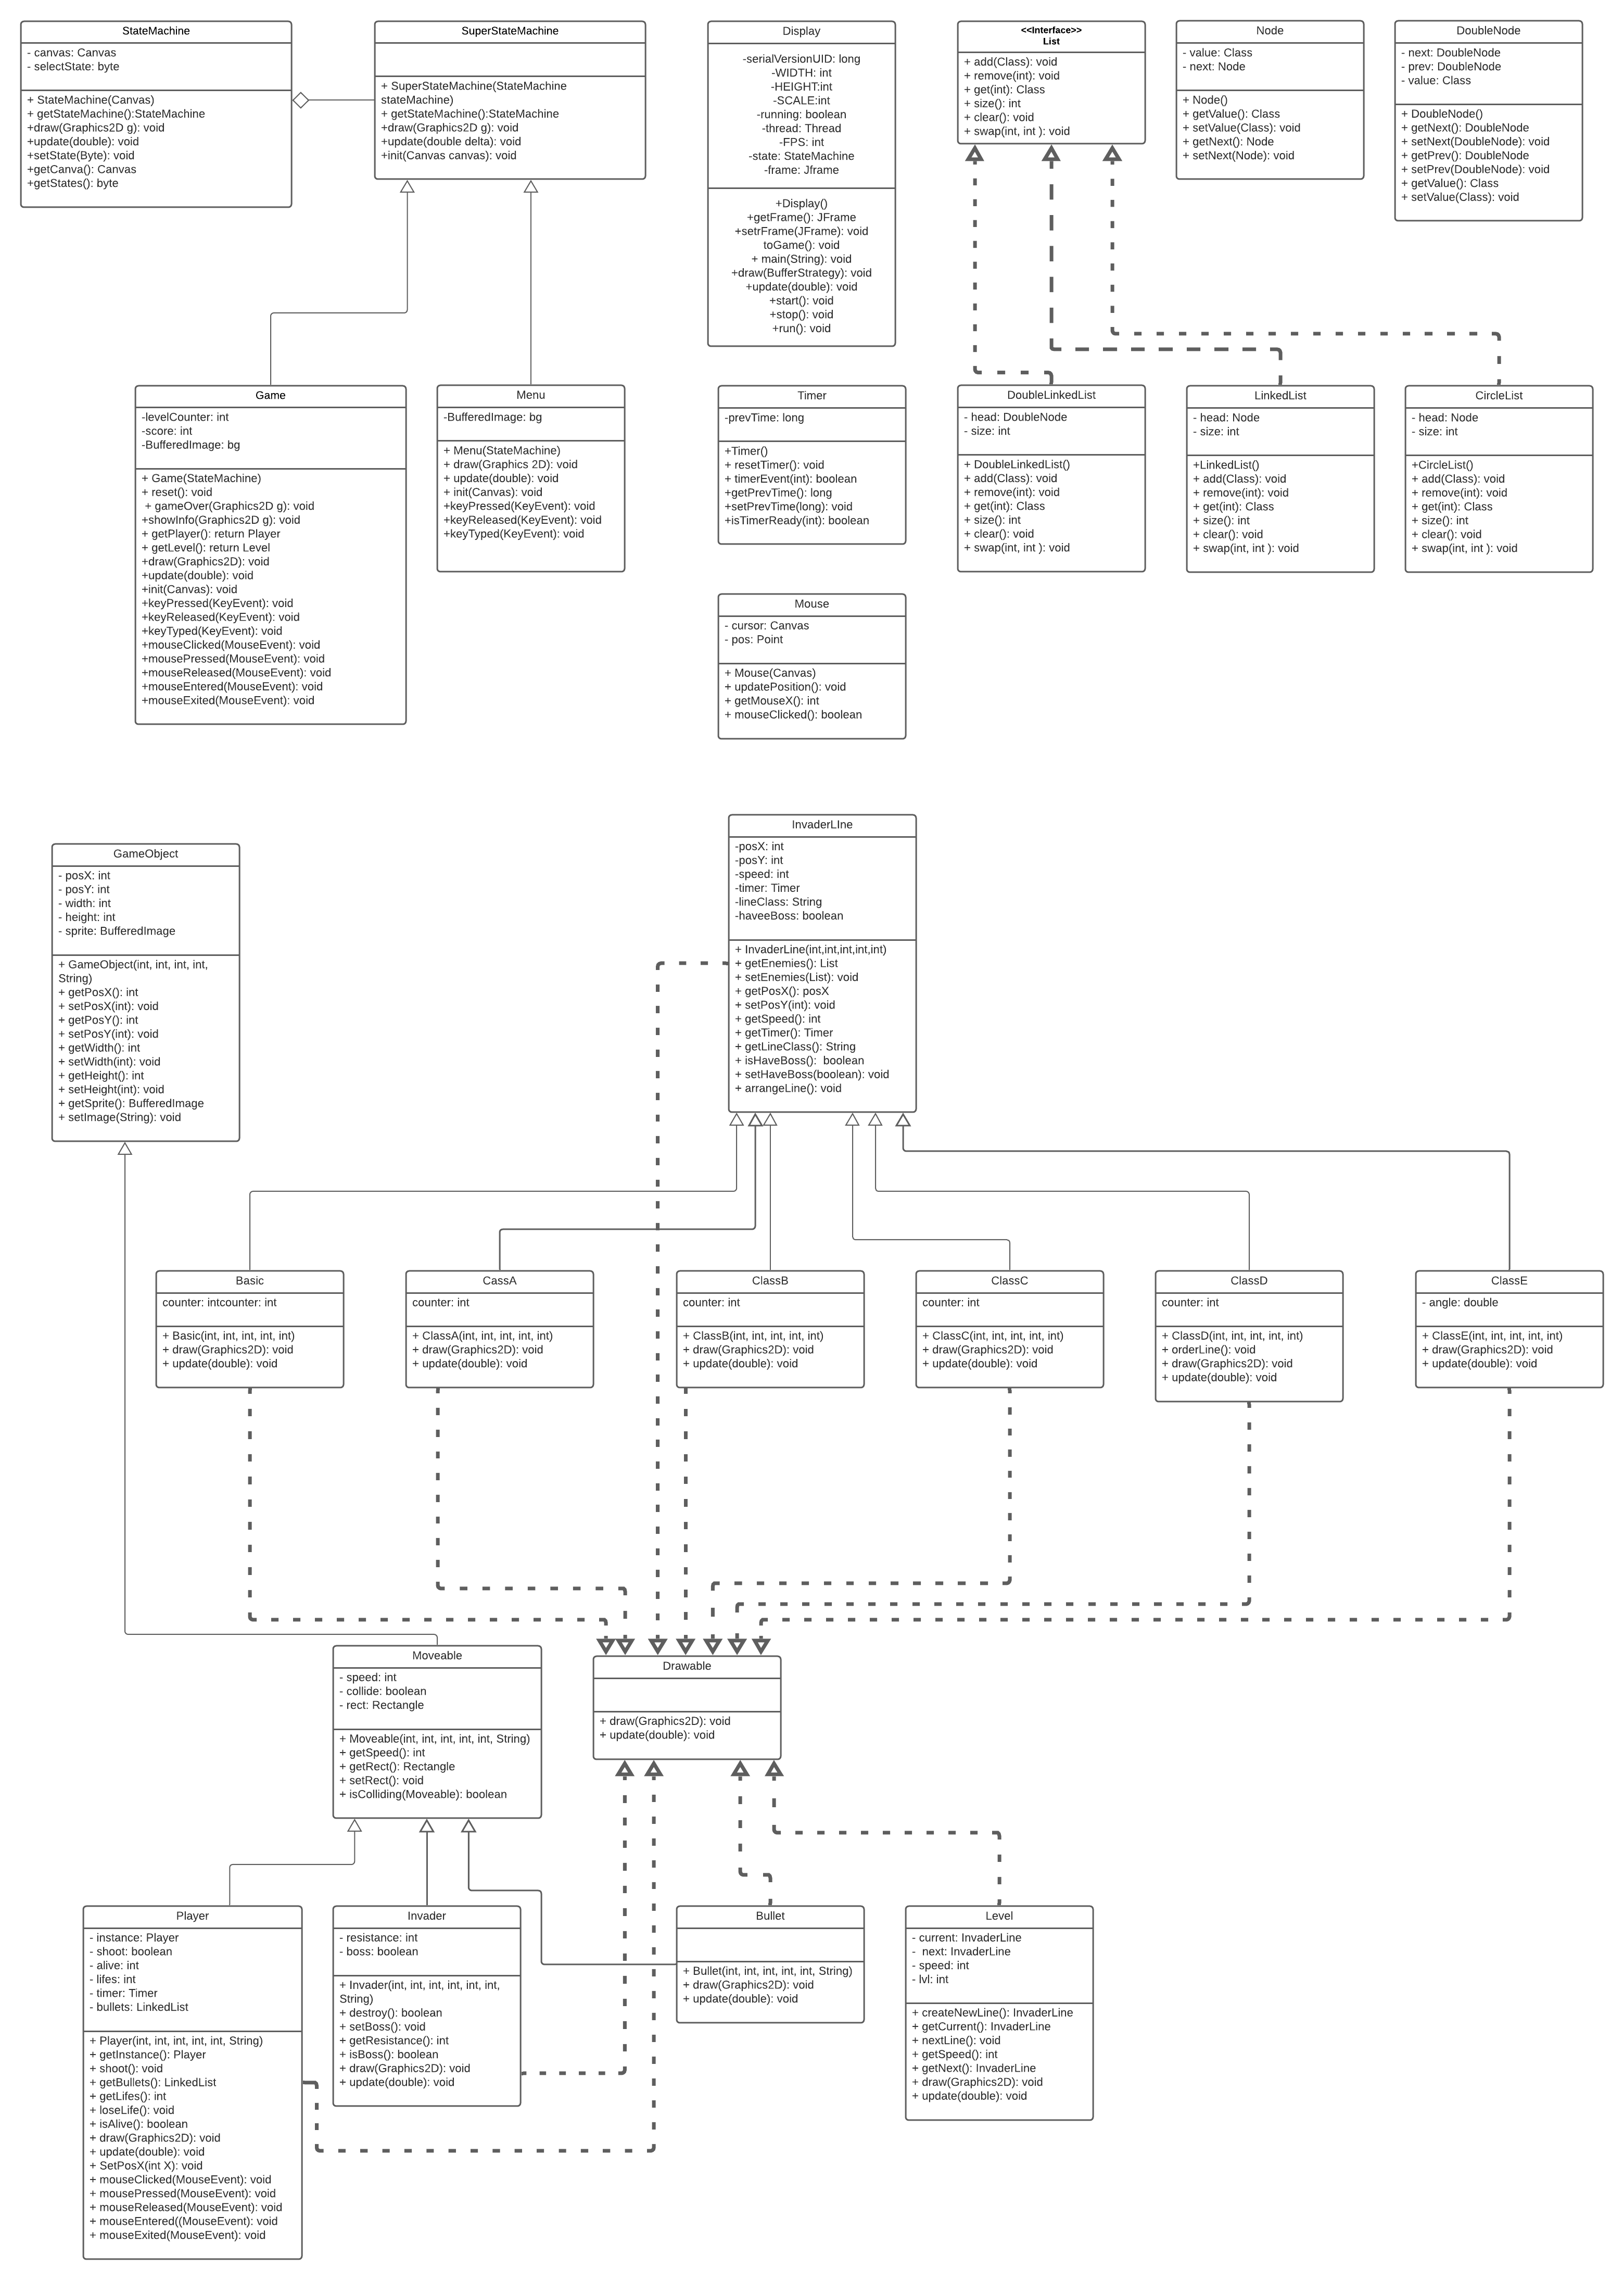 StateMachine
- canvas: Canvas
- selectState: byte
+ StateMachine(Canvas)
+ getStateMachine():StateMachine
+draw(Graphics2D g): void
+update(double): void
+setState(Byte): void
+getCanva(): Canvas
+getStates(): byte
SuperStateMachine
+ SuperStateMachine(StateMachine
stateMachine)
+ getStateMachine():StateMachine
+draw(Graphics2D g): void
+update(double delta): void
+init(Canvas canvas): void
Display
-serialVersionUID: long
-WIDTH: int
-HEIGHT:int
-SCALE:int
-running: boolean
-thread: Thread
-FPS: int
-state: StateMachine
-frame: Jframe
+Display()
+getFrame(): JFrame
+setrFrame(JFrame): void
toGame(): void
+ main(String): void
+draw(BufferStrategy): void
+update(double): void
+start(): void
+stop(): void
+run(): void
<<Interface>>
List
+ add(Class): void
+ remove(int): void
+ get(int): Class
+ size(): int
+ clear(): void
+ swap(int, int ): void
Node
- value: Class
- next: Node
+ Node()
+ getValue(): Class
+ setValue(Class): void
+ getNext(): Node
+ setNext(Node): void
DoubleNode
- next: DoubleNode
- prev: DoubleNode
- value: Class
+ DoubleNode()
+ getNext(): DoubleNode
+ setNext(DoubleNode): void
+ getPrev(): DoubleNode
+ setPrev(DoubleNode): void
+ getValue(): Class
+ setValue(Class): void
Game
-levelCounter: int
-score: int
-BufferedImage: bg
+ Game(StateMachine)
+ reset(): void
+ gameOver(Graphics2D g): void
+showInfo(Graphics2D g): void
+ getPlayer(): return Player
+ getLevel(): return Level
+draw(Graphics2D): void
+update(double): void
+init(Canvas): void
+keyPressed(KeyEvent): void
+keyReleased(KeyEvent): void
+keyTyped(KeyEvent): void
+mouseClicked(MouseEvent): void
+mousePressed(MouseEvent): void
+mouseReleased(MouseEvent): void
+mouseEntered(MouseEvent): void
+mouseExited(MouseEvent): void
Menu
-BufferedImage: bg
+ Menu(StateMachine)
+ draw(Graphics 2D): void
+ update(double): void
+ init(Canvas): void
+keyPressed(KeyEvent): void
+keyReleased(KeyEvent): void
+keyTyped(KeyEvent): void
Timer
-prevTime: long
+Timer()
+ resetTimer(): void
+ timerEvent(int): boolean
+getPrevTime(): long
+setPrevTime(long): void
+isTimerReady(int): boolean
DoubleLinkedList
- head: DoubleNode
- size: int
+ DoubleLinkedList()
+ add(Class): void
+ remove(int): void
+ get(int): Class
+ size(): int
+ clear(): void
+ swap(int, int ): void
LinkedList
- head: Node
- size: int
+LinkedList()
+ add(Class): void
+ remove(int): void
+ get(int): Class
+ size(): int
+ clear(): void
+ swap(int, int ): void
CircleList
- head: Node
- size: int
+CircleList()
+ add(Class): void
+ remove(int): void
+ get(int): Class
+ size(): int
+ clear(): void
+ swap(int, int ): void
Mouse
- cursor: Canvas
- pos: Point
+ Mouse(Canvas)
+ updatePosition(): void
+ getMouseX(): int
+ mouseClicked(): boolean
GameObject
- posX: int
- posY: int
- width: int
- height: int
- sprite: BufferedImage
+ GameObject(int, int, int, int,
String)
+ getPosX(): int
+ setPosX(int): void
+ getPosY(): int
+ setPosY(int): void
+ getWidth(): int
+ setWidth(int): void
+ getHeight(): int
+ setHeight(int): void
+ getSprite(): BufferedImage
+ setImage(String): void
InvaderLIne
-posX: int
-posY: int
-speed: int
-timer: Timer
-lineClass: String
-haveeBoss: boolean
+ InvaderLine(int,int,int,int,int)
+ getEnemies(): List
+ setEnemies(List): void
+ getPosX(): posX
+ setPosY(int): void
+ getSpeed(): int
+ getTimer(): Timer
+ getLineClass(): String
+ isHaveBoss():  boolean
+ setHaveBoss(boolean): void
+ arrangeLine(): void
Basic
counter: intcounter: int
+ Basic(int, int, int, int, int)
+ draw(Graphics2D): void
+ update(double): void
CassA
counter: int
+ ClassA(int, int, int, int, int)
+ draw(Graphics2D): void
+ update(double): void
ClassB
counter: int
+ ClassB(int, int, int, int, int)
+ draw(Graphics2D): void
+ update(double): void
ClassC
counter: int
+ ClassC(int, int, int, int, int)
+ draw(Graphics2D): void
+ update(double): void
ClassD
counter: int
+ ClassD(int, int, int, int, int)
+ orderLine(): void
+ draw(Graphics2D): void
+ update(double): void
ClassE
- angle: double
+ ClassE(int, int, int, int, int)
+ draw(Graphics2D): void
+ update(double): void
Moveable
- speed: int
- collide: boolean
- rect: Rectangle
+ Moveable(int, int, int, int, int, String)
+ getSpeed(): int
+ getRect(): Rectangle
+ setRect(): void
+ isColliding(Moveable): boolean
Drawable
+ draw(Graphics2D): void
+ update(double): void
Player
- instance: Player
- shoot: boolean
- alive: int
- lifes: int
- timer: Timer
- bullets: LinkedList
+ Player(int, int, int, int, int, String)
+ getInstance(): Player
+ shoot(): void
+ getBullets(): LinkedList
+ getLifes(): int
+ loseLife(): void
+ isAlive(): boolean
+ draw(Graphics2D): void
+ update(double): void
+ SetPosX(int X): void
+ mouseClicked(MouseEvent): void
+ mousePressed(MouseEvent): void
+ mouseReleased(MouseEvent): void
+ mouseEntered((MouseEvent): void
+ mouseExited(MouseEvent): void
Invader
- resistance: int
- boss: boolean
+ Invader(int, int, int, int, int, int,
String)
+ destroy(): boolean
+ setBoss(): void
+ getResistance(): int
+ isBoss(): boolean
+ draw(Graphics2D): void
+ update(double): void
Bullet
+ Bullet(int, int, int, int, int, String)
+ draw(Graphics2D): void
+ update(double): void
Level
- current: InvaderLine
-  next: InvaderLine
- speed: int
- lvl: int
+ createNewLine(): InvaderLine
+ getCurrent(): InvaderLine
+ nextLine(): void
+ getSpeed(): int
+ getNext(): InvaderLine
+ draw(Graphics2D): void
+ update(double): void